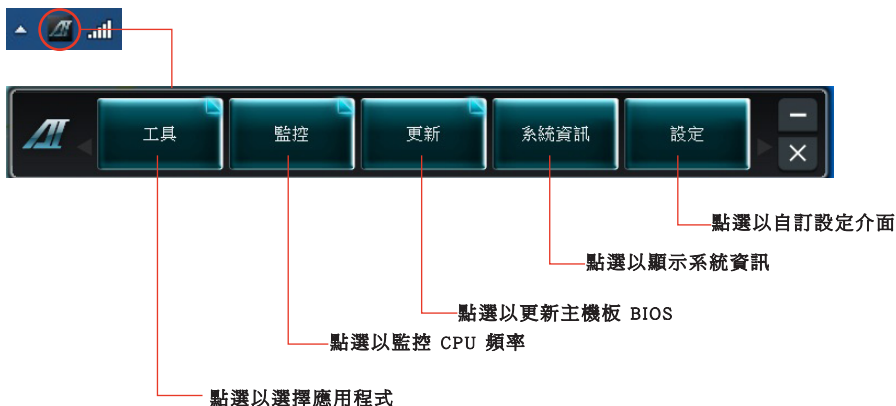 工具 監控 更新 系統資訊 設定
點選以自訂設定介面
點選以顯示系統資訊
點選以更新主機板 BIOS
點選以監控 CPU 頻率
點選以選擇應用程式